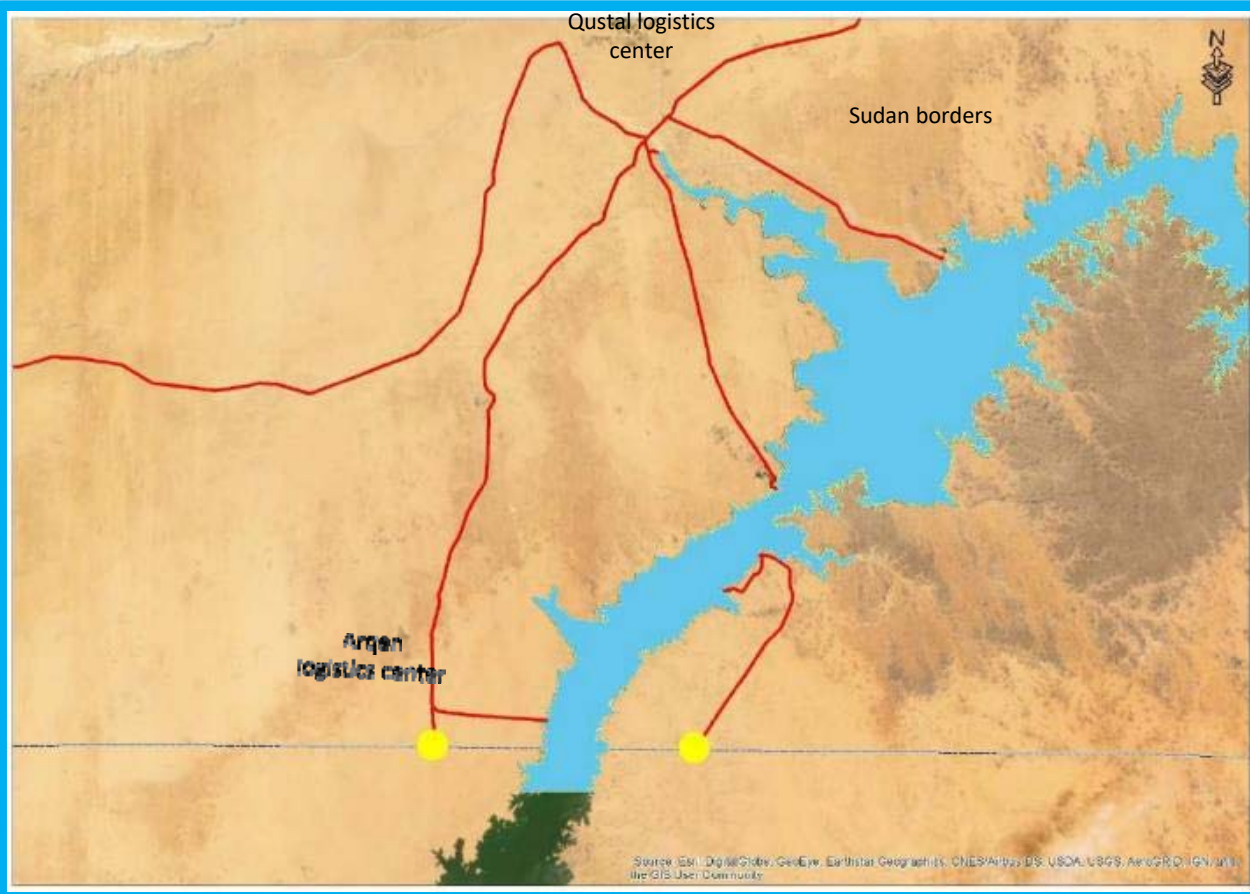 Qustal logistics
center
N
Sudan borders
Arqen
logistics center
Source: Esri, DigitalGlobe, GeoEye, Earthstar Geographics, CNES/Airbus DS, USDA, USGS, AeroGRID, IGN, and
the GIS User Community